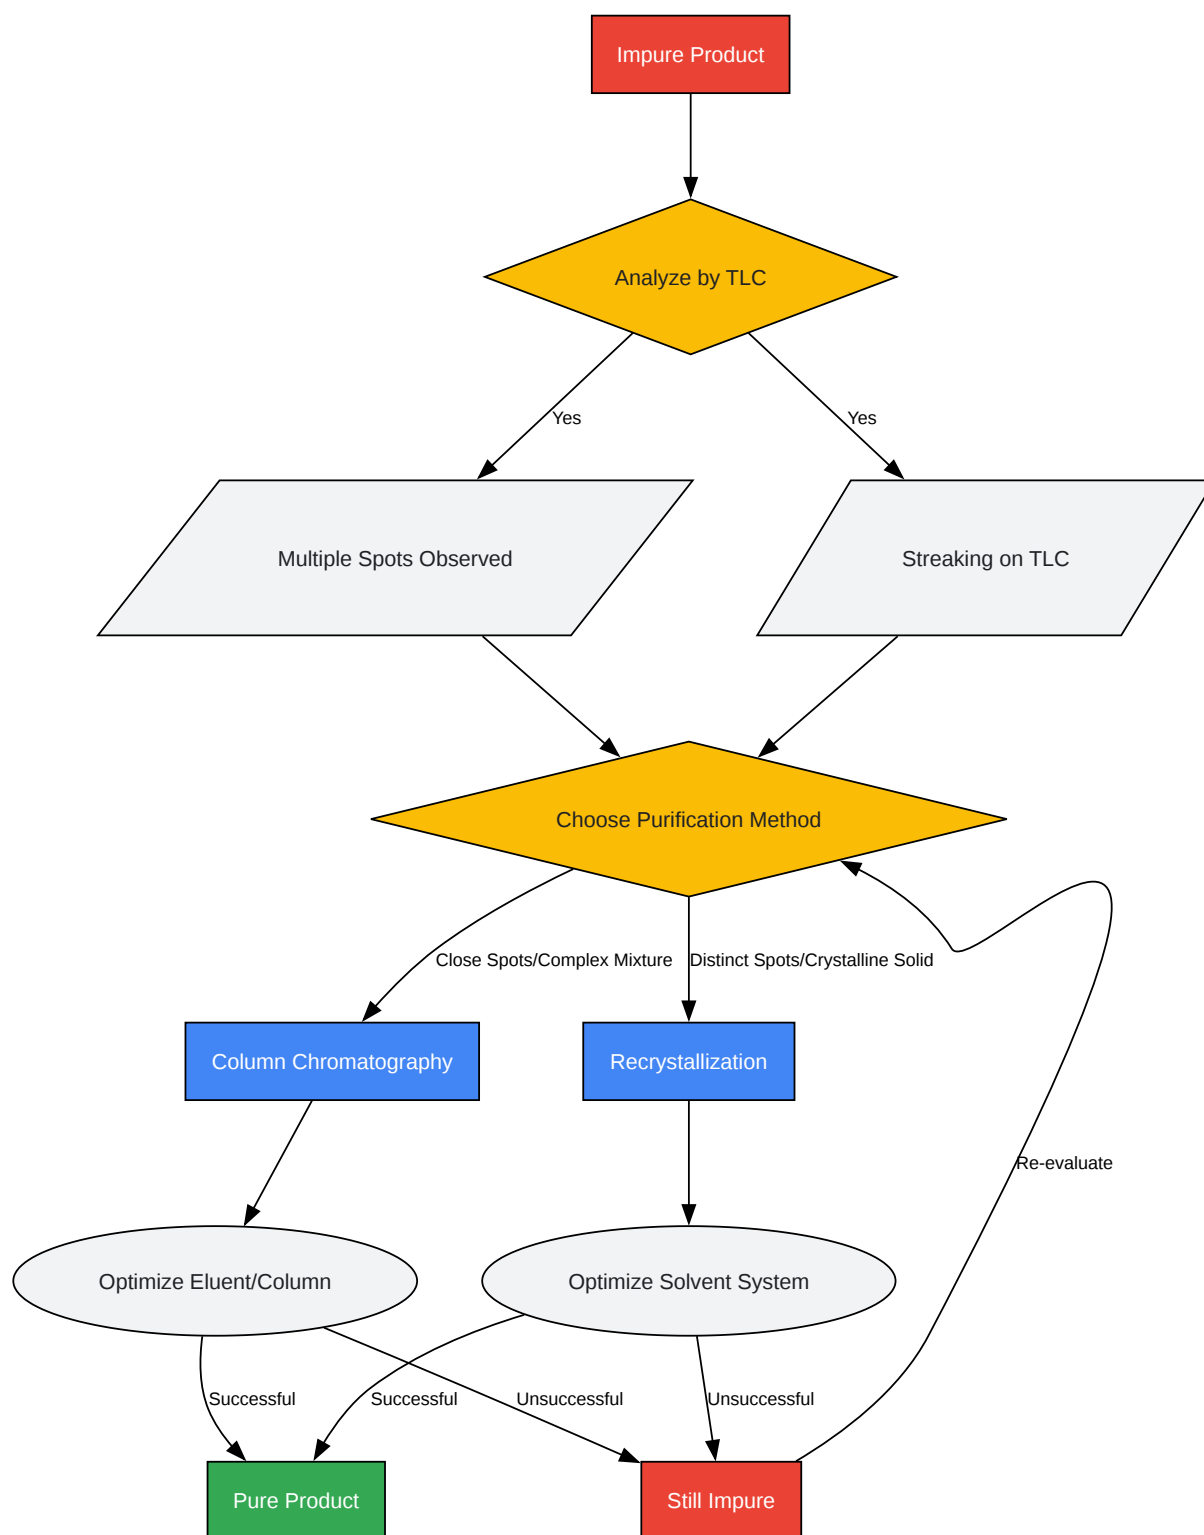 Impure Product
Analyze by TLC
Yes
Yes
Multiple Spots Observed
Streaking on TLC
Choose Purification Method
Close Spots/Complex Mixture
Distinct Spots/Crystalline Solid
Column Chromatography
Recrystallization
Re-evaluate
Optimize Eluent/Column
Optimize Solvent System
Successful
Successful
Unsuccessful
Unsuccessful
Pure Product
Still Impure